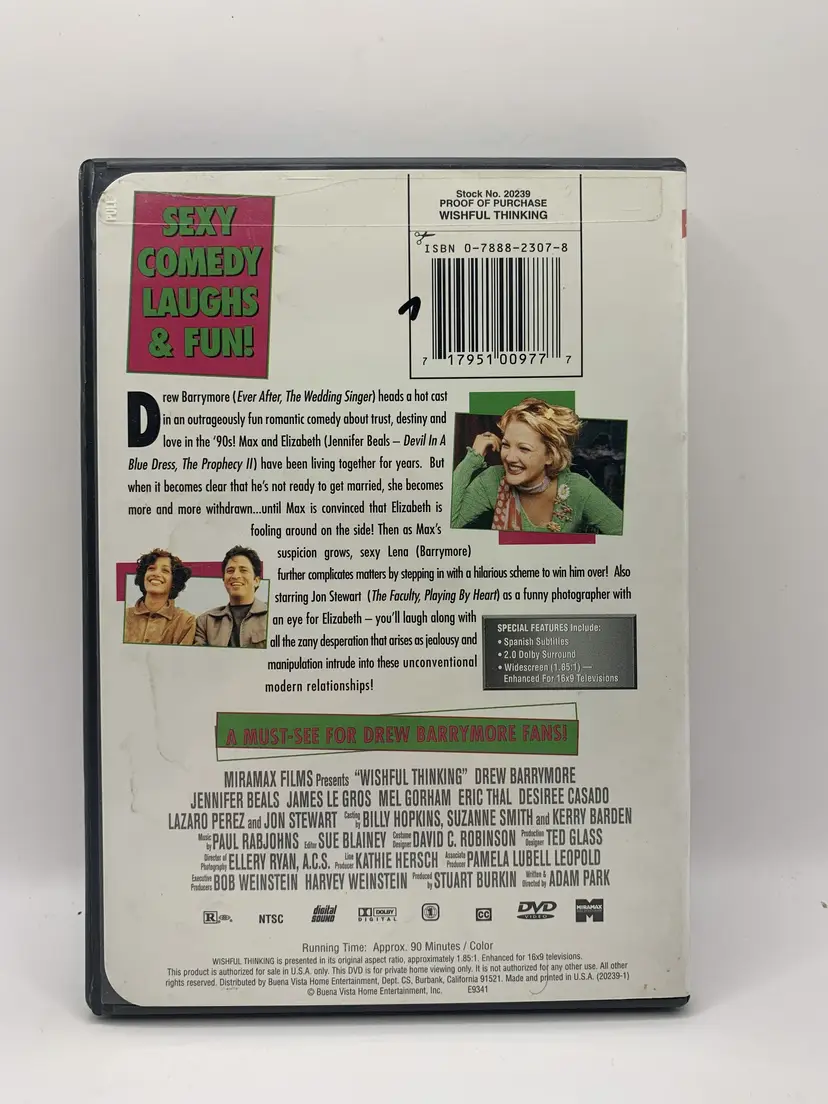 PULL
SEXY
COMEDY
LAUGHS
& FUN!
Stock No. 20239
PROOF OF PURCHASE
WISHFUL THINKING
ISBN 0-7888-2307-8
7 17951 00977 7
Drew Barrymore (Ever After, The Wedding Singer) heads a hot cast
in an outrageously fun romantic comedy about trust, destiny and
love in the '90s! Max and Elizabeth (Jennifer Beals – Devil In A
Blue Dress, The Prophecy II) have been living together for years. But
when it becomes clear that he's not ready to get married, she becomes
more and more withdrawn...until Max is convinced that Elizabeth is
fooling around on the side! Then as Max's
suspicion grows, sexy Lena (Barrymore)
further complicates matters by stepping in with a hilarious scheme to win him over! Also
starring Jon Stewart (The Faculty, Playing By Heart) as a funny photographer with
an eye for Elizabeth – you'll laugh along with
all the zany desperation that arises as jealousy and
manipulation intrude into these unconventional
modern relationships!
SPECIAL FEATURES Include:
• Spanish Subtitles
• 2.0 Dolby Surround
• Widescreen (1.85:1) —
Enhanced For 16x9 Televisions
A MUST-SEE FOR DREW BARRYMORE FANS!
MIRAMAX FILMS Presents "WISHFUL THINKING" DREW BARRYMORE
JENNIFER BEALS JAMES LE GROS MEL GORHAM ERIC THAL DESIREE CASADO
LAZARO PEREZ and JON STEWART Casting by BILLY HOPKINS, SUZANNE SMITH and KERRY BARDEN
Music by PAUL RABJOHNS Editor SUE BLAINEY Costume Designer DAVID C. ROBINSON Production Designer TED GLASS
Director of Photography ELLERY RYAN, A.C.S. Line Producer KATHIE HERSCH Associate Producer PAMELA LUBELL LEOPOLD
Executive Producers BOB WEINSTEIN HARVEY WEINSTEIN Produced by STUART BURKIN Written & Directed by ADAM PARK
R NTSC digital SOUND DOLBY DIGITAL 1 CC DVD VIDEO MIRAMAX
Running Time: Approx. 90 Minutes / Color
WISHFUL THINKING is presented in its original aspect ratio, approximately 1.85:1. Enhanced for 16x9 televisions.
This product is authorized for sale in U.S.A. only. This DVD is for private home viewing only. It is not authorized for any other use. All other
rights reserved. Distributed by Buena Vista Home Entertainment, Dept. CS, Burbank, California 91521. Made and printed in U.S.A. (20239-1)
© Buena Vista Home Entertainment, Inc. E9341